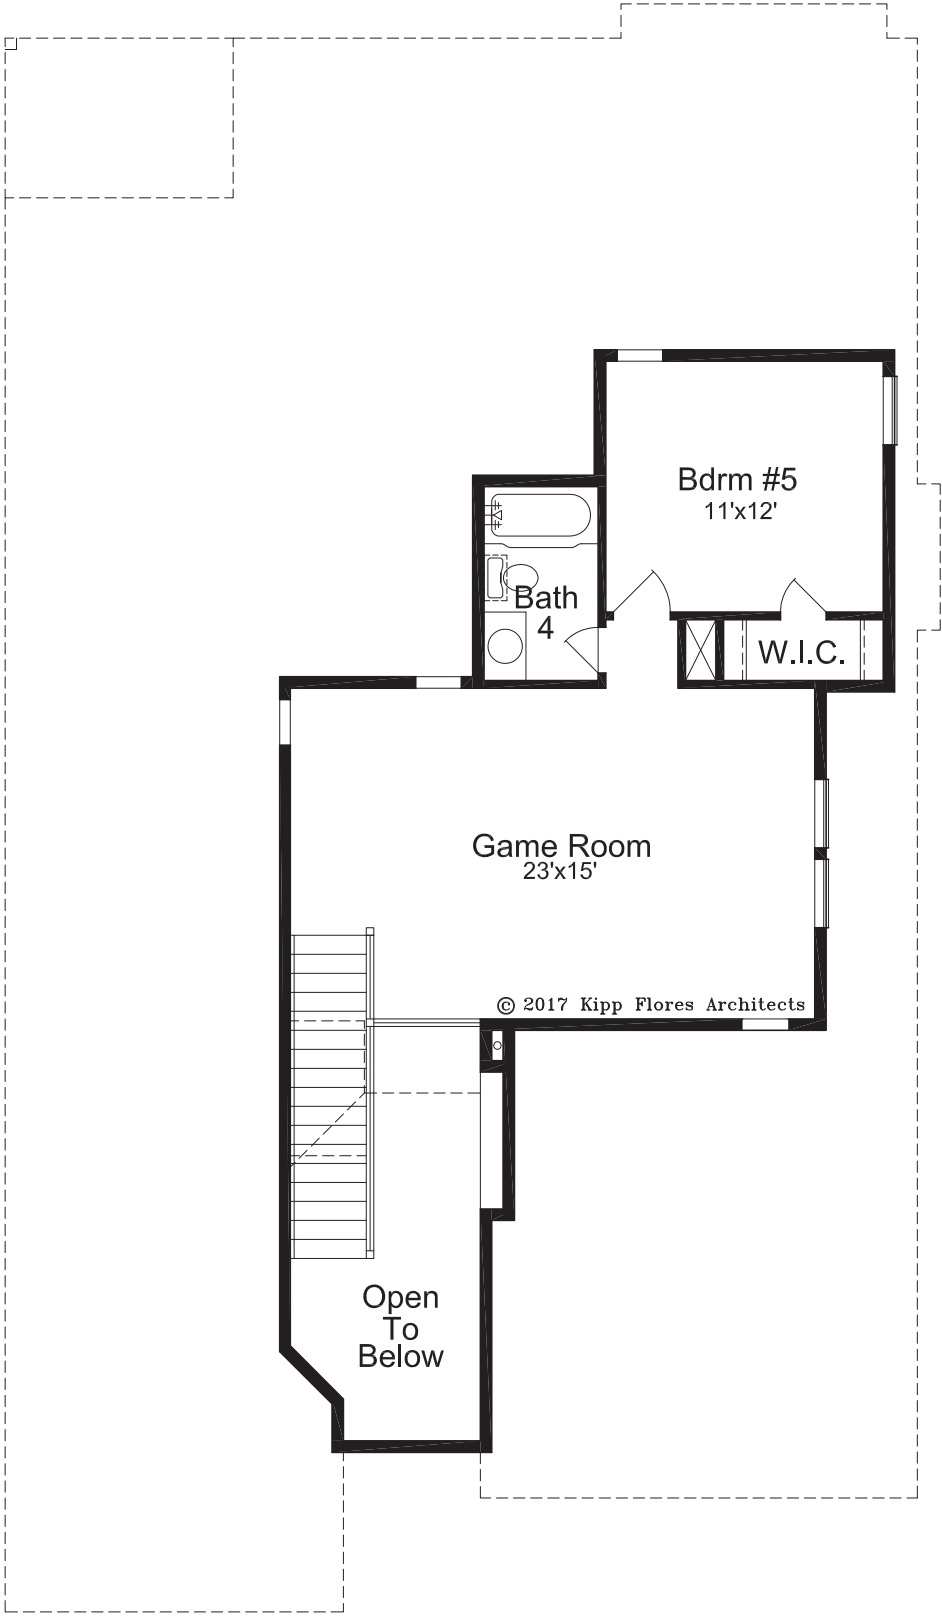 Bdrm #5
11'x12'
Bath
4
W.I.C.
Game Room
23'x15'
© 2017 Kipp Flores Architects
Open
To
Below